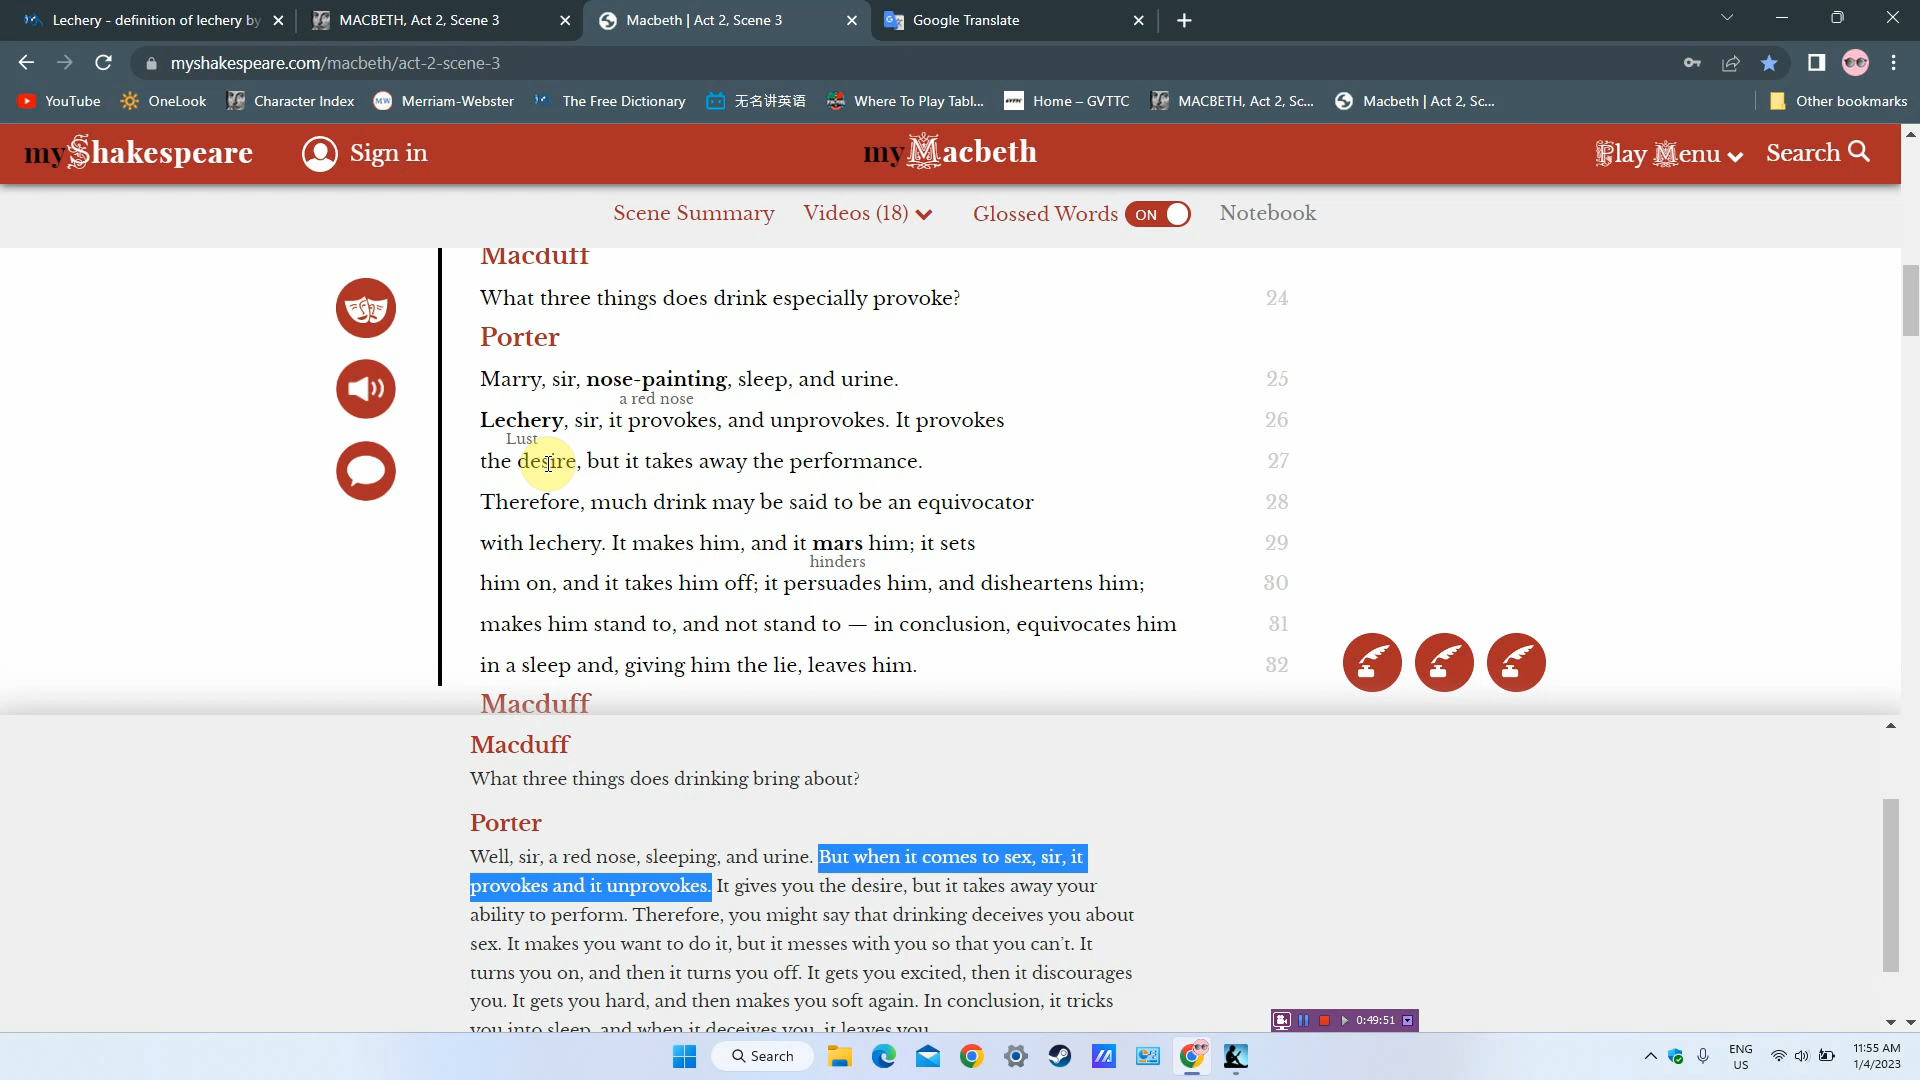 Lechery - definition of lechery by
MACBETH, Act 2, Scene 3
Macbeth | Act 2, Scene 3
Google Translate
myshakespeare.com/macbeth/act-2-scene-3
YouTube
OneLook
Character Index
Merriam-Webster
The Free Dictionary
无名讲英语
Where To Play Tabl...
Home – GVTTC
MACBETH, Act 2, Sc...
Macbeth | Act 2, Sc...
Other bookmarks
myShakespeare
Sign in
myMacbeth
Play Menu
Search
Scene Summary
Videos (18)
Glossed Words ON
Notebook
Macduff
What three things does drink especially provoke? 24
Porter
Marry, sir, nose-painting, sleep, and urine. 25
a red nose
Lechery, sir, it provokes, and unprovokes. It provokes 26
Lust
the desire, but it takes away the performance. 27
Therefore, much drink may be said to be an equivocator 28
with lechery. It makes him, and it mars him; it sets 29
hinders
him on, and it takes him off; it persuades him, and disheartens him; 30
makes him stand to, and not stand to — in conclusion, equivocates him 31
in a sleep and, giving him the lie, leaves him. 32
Macduff
Macduff
What three things does drinking bring about?
Porter
Well, sir, a red nose, sleeping, and urine. But when it comes to sex, sir, it
provokes and it unprovokes. It gives you the desire, but it takes away your
ability to perform. Therefore, you might say that drinking deceives you about
sex. It makes you want to do it, but it messes with you so that you can't. It
turns you on, and then it turns you off. It gets you excited, then it discourages
you. It gets you hard, and then makes you soft again. In conclusion, it tricks
you into sleep, and when it deceives you, it leaves you.
0:49:51
Search
ENG
US
11:55 AM
1/4/2023